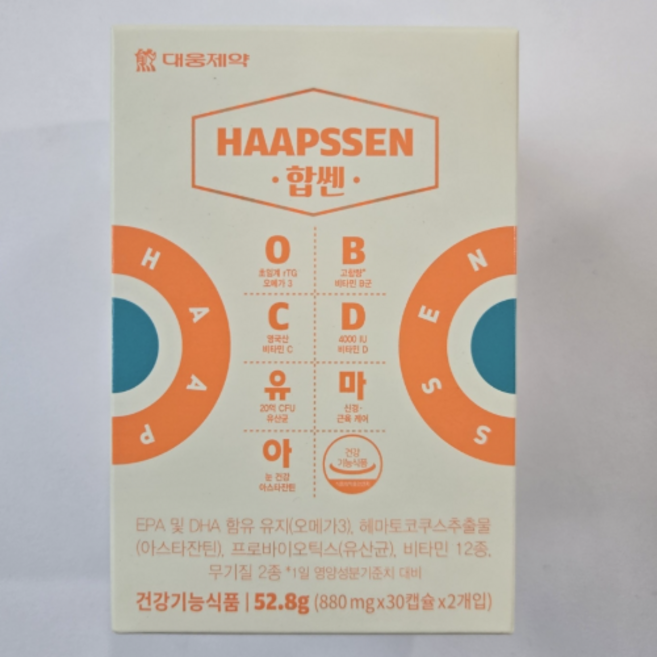 대웅제약
HAAPSSEN
·합쎈·
O
초임계 rTG
오메가 3
B
고함량*
비타민 B군
C
영국산
비타민 C
D
4000 IU
비타민 D
유
20억 CFU
유산균
마
신경·
근육 케어
아
눈 건강
아스타잔틴
건강
기능식품
HAAP
SSEN
EPA 및 DHA 함유 유지(오메가3), 헤마토코쿠스추출물
(아스타잔틴), 프로바이오틱스(유산균), 비타민 12종,
무기질 2종 *1일 영양성분기준치 대비
건강기능식품 | 52.8g (880 mg x 30캡슐 x 2개입)